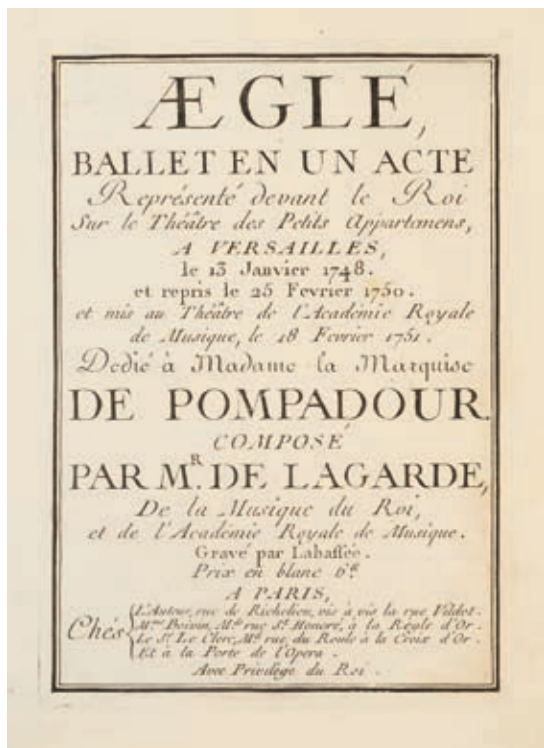 ÆGLÉ,
BALLET EN UN ACTE
Représenté devant le Roi
Sur le Théâtre des Petits Appartemens,
A VERSAILLES,
le 13 Janvier 1748.
et repris le 25 Fevrier 1750.
et mis au Théâtre de l'Académie Royale
de Musique, le 18 Fevrier 1751.
Dedié à Madame la Marquise
DE POMPADOUR.
COMPOSÉ
PAR MR. DE LAGARDE,
De la Musique du Roi,
et de l'Académie Royale de Musique.
Gravé par Labassée.
Prix en blanc 6tt
A PARIS,
Chés
L'Auteur, rue de Richelieu, vis à vis la rue Villdot.
Mme Boivin, Mde rue St. Honoré, à la Régle d'Or.
Le Sr. Le Clerc, Md. rue du Roule à la Croix d'Or.
Et à la Porte de l'Opera.
Avec Privilége du Roi.